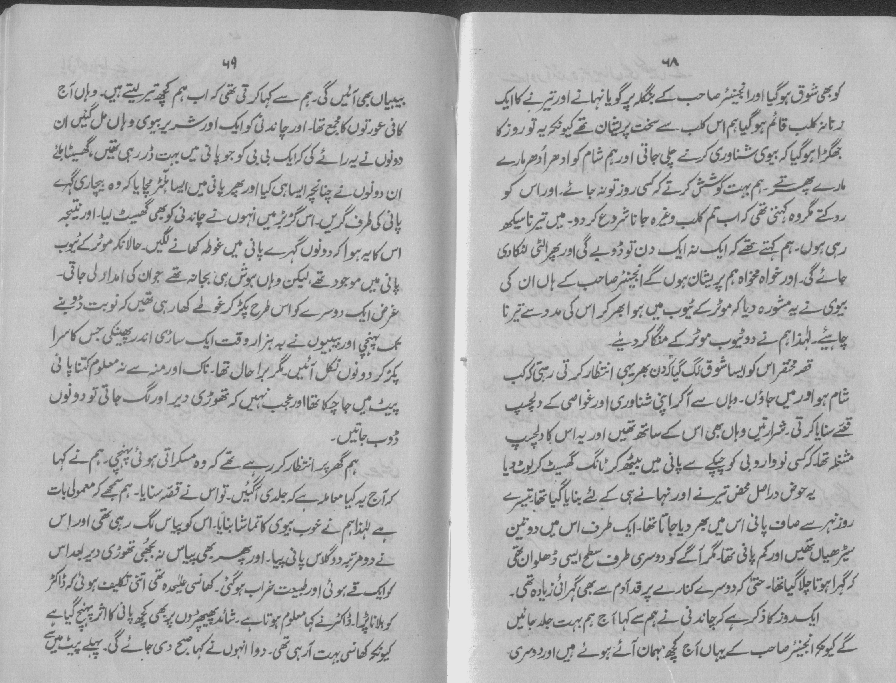 ۶۸
کو بھی شوق ہوگیا اور انجینئر صاحب کے بنگلہ پر گویا نہانے اور تیرنے کا ایک
زنانہ کلب قائم ہوگیا ہم اس کلب سے سخت پریشان تھے کیونکہ یہ تو روز کا
جھگڑا ہوگیا کہ بیوی شناوری کرنے چلی جاتی اور ہم شام کو ادھر اُدھر مارے
مارے پھرتے۔ ہم بہت کوشش کرتے کہ کسی روز تو نہ جائے۔ اور اس کو
روکتے مگر وہ کہتی تھی کہ اب تم کلب وغیرہ جانا شروع کر دو۔ میں تیرنا سیکھ
رہی ہوں۔ ہم کہتے تھے کہ ایک نہ ایک دن تو ڈوبے گی اور پھر الٹی لٹکاری
جائے گی۔ اور خواہ مخواہ ہم پریشان ہوں گے انجینئر صاحب کے ہاں ان کی
بیوی نے یہ مشورہ دیا کہ موٹر کے ٹیوب میں ہوا بھر کر اس کی مدد سے تیرنا
چاہیئے۔ لہٰذا ہم نے دو ٹیوب موٹر کے منگا کر دیئے۔
قصہ مختصر اس کو ایسا شوق لگ گیا کہ دن بھر یہی انتظار کرتی رہتی کہ کب
شام ہو اور میں جاؤں۔ وہاں سے آکر اپنی شناوری اور غواصی کے دلچسپ
قصے سنایا کرتی۔ شرارتیں وہاں بھی اس کے ساتھ تھیں اور یہ اس کا دلچسپ
مشغلہ تھا کہ کسی نووارد بی بی کو چپکے سے پانی میں بیٹھ کر ٹانگ گھسیٹ کر لوٹ دیا
یہ حوض دراصل محض تیرنے اور نہانے ہی کے لئے بنایا گیا تھا۔ تیسرے
روز نہر سے صاف پانی اس میں بھر دیا جاتا تھا۔ ایک طرف اس میں دو تین
سیڑھیاں تھیں اور کم پانی تھا۔ مگر آگے کو دوسری طرف سطح ایسی ڈھلوان تھی
کہ گہرا ہوتا چلا گیا تھا۔ حتیٰ کہ دوسرے کنارے پر قد آدم سے بھی گہرائی زیادہ تھی۔
ایک روز کا ذکر ہے کہ چاندنی نے ہم سے کہا آج ہم بہت جلد جائیں
گے کیونکہ انجینئر صاحب کے یہاں آج کچھ مہمان آئے ہوئے ہیں اور دوسری
۶۹
بیبیاں بھی آئیں گی۔ ہم سے کہا کرتی تھی کہ اب ہم کچھ تیر لیتے ہیں۔ وہاں آج
کافی عورتوں کا مجمع تھا۔ اور چاندنی کو ایک اور شریر بیوی وہاں مل گئیں ان
دونوں نے یہ رائے کی کہ ایک بی بی کو جو پانی میں بہت ڈر رہی تھیں، گھسیٹا جائے
ان دونوں نے چنانچہ ایسا ہی کیا اور پھر پانی میں ایسا ہلڑ مچایا کہ وہ بیچاری گہرے
پانی کی طرف گریں۔ اس گڑبڑ میں انہوں نے چاندنی کو بھی گھسیٹ لیا۔ اور نتیجہ
اس کا یہ ہوا کہ دونوں گہرے پانی میں غوطہ کھانے لگیں۔ حالانکہ موٹر کے ٹیوب
پانی میں موجود تھے، لیکن وہاں ہوش ہی بجا نہ تھے جو ان کی امداد لی جاتی۔
غرض ایک دوسرے کو اس طرح پکڑ کر غوطے کھا رہی تھیں کہ نوبت ڈوبنے
تک پہنچی اور بیبیوں نے بہ ہزار وقت ایک ساڑی اندر پھینکی جس کا سرا
پکڑ کر دونوں نکل آئیں۔ مگر برا حال تھا۔ ناک اور منہ سے نہ معلوم کتنا پانی
پیٹ میں جا چکا تھا اور عجب نہیں کہ تھوڑی دیر اور لگ جاتی تو دونوں
ڈوب جاتیں۔
ہم گھر پر انتظار کر رہے تھے کہ وہ مسکراتی ہوئی پہنچی۔ ہم نے کہا
کہ آج یہ کیا معاملہ ہے کہ جلدی آگئیں۔ تو اس نے قصہ سنایا۔ ہم سمجھے کہ معمولی بات
ہے لہٰذا ہم نے خوب بیوی کا تماشا بنایا۔ اس کو پیاس لگ رہی تھی اور اس
نے دو مرتبہ دو گلاس پانی پیا۔ اور پھر بھی پیاس نہ بجھی تھوڑی دیر بعد اس
کو ایک قے ہوئی اور طبیعت خراب ہوگئی۔ کھانسی علیحدہ تھی اتنی تکلیف ہوئی کہ ڈاکٹر
کو بلانا پڑا۔ ڈاکٹر نے کہا معلوم ہوتا ہے۔ شائد پھیپھڑوں پر بھی کچھ پانی کا اثر پہنچ گیا ہے
کیونکہ کھانسی بہت آرہی تھی۔ دوا انہوں نے کہا صبح دی جائے گی۔ پہلے پیٹ میں سے